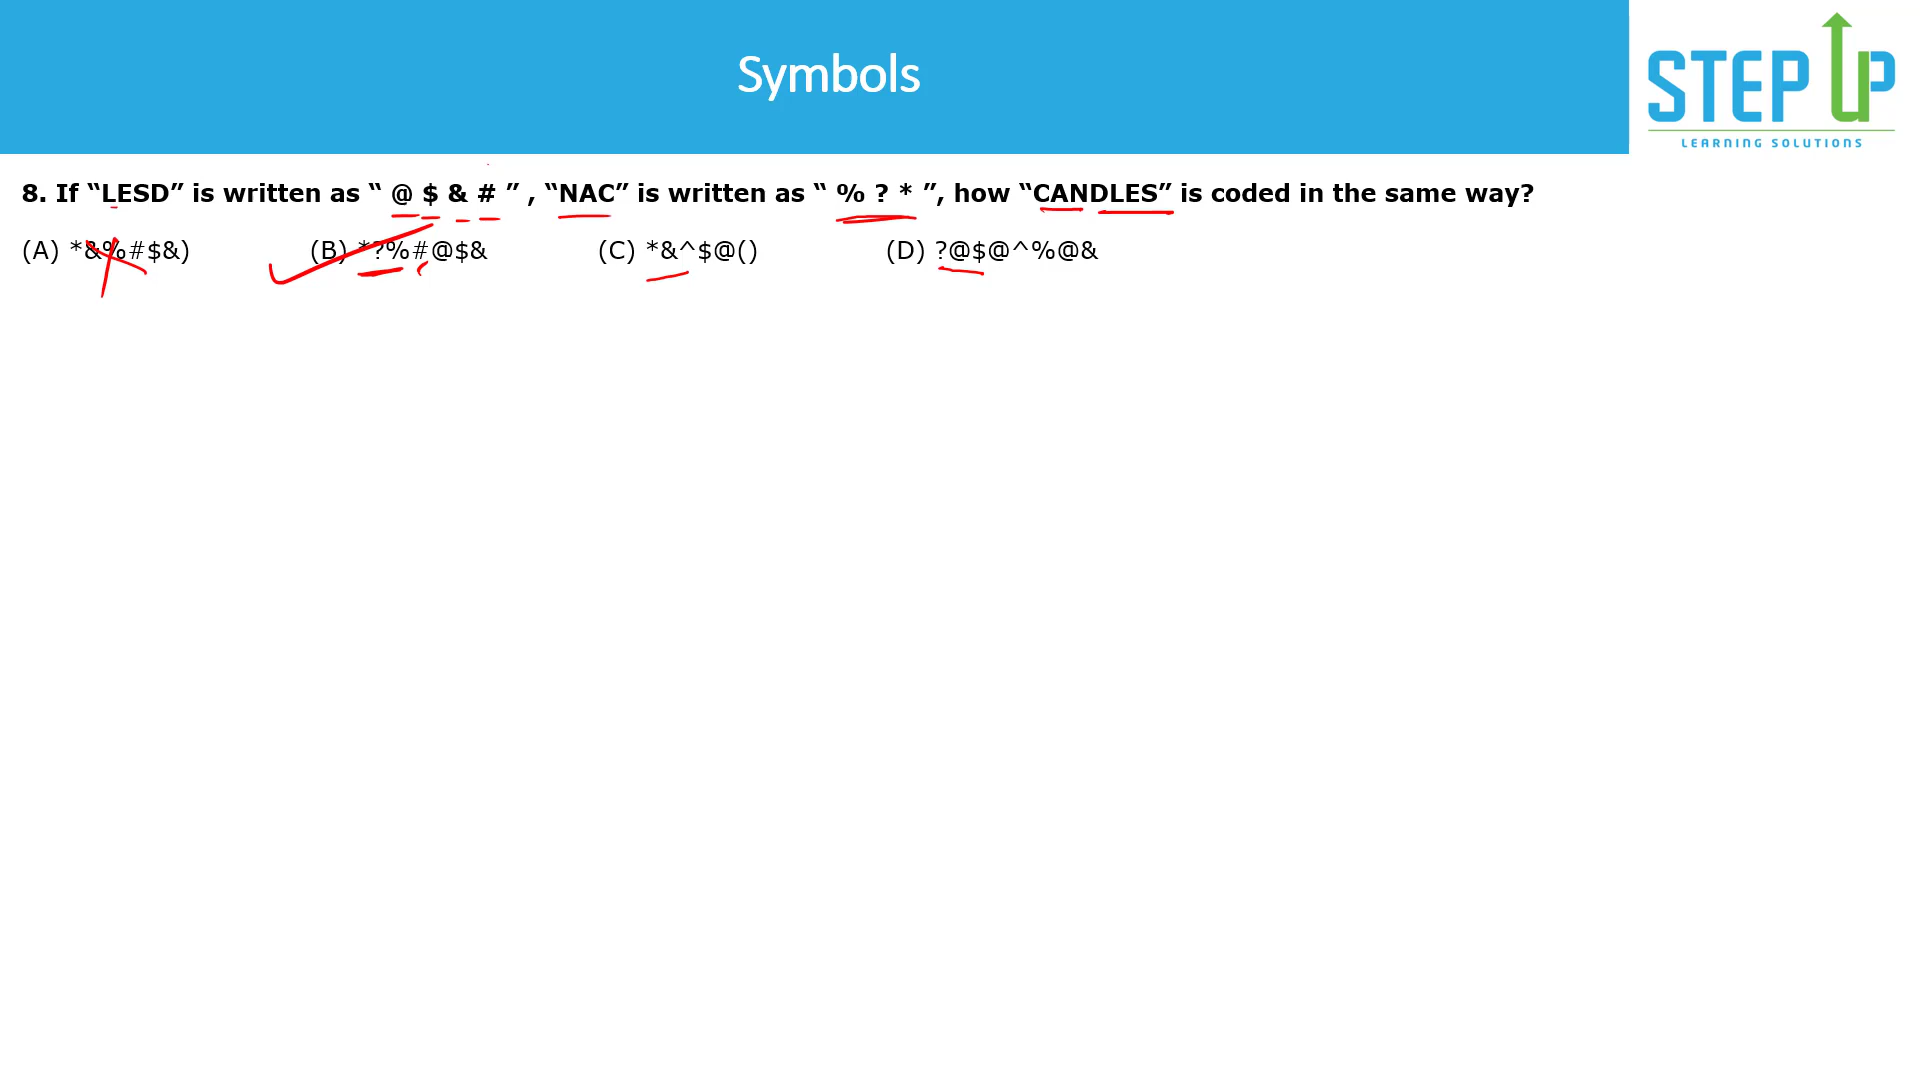 Symbols
STEP UP
LEARNING SOLUTIONS
8. If “LESD” is written as “ @ $ & # ” , “NAC” is written as “ % ? * ”, how “CANDLES” is coded in the same way?
(A) *&%#$&) (B) *?%#@$& (C) *&^$@() (D) ?@$@^%@&